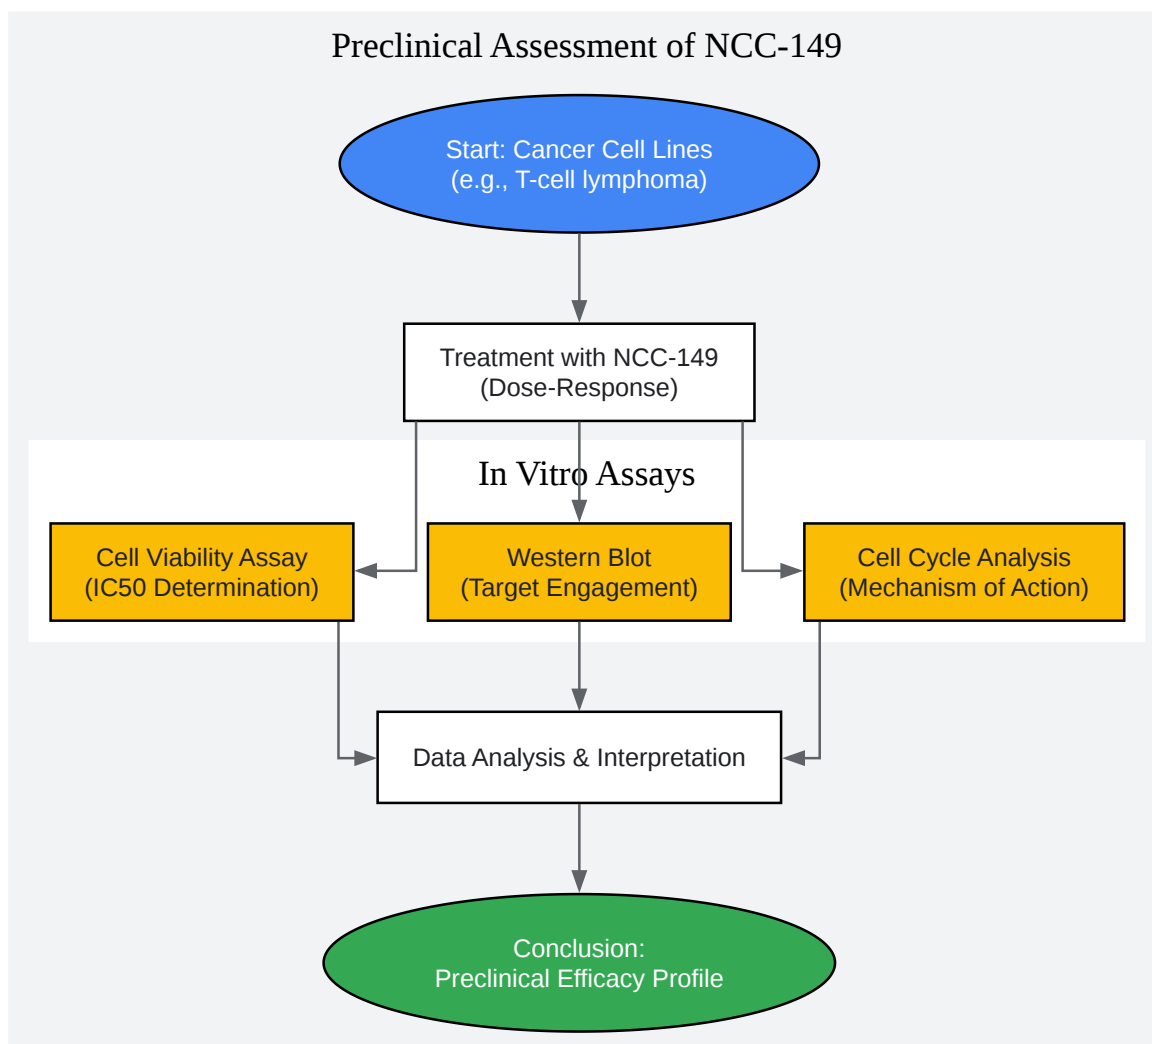 Preclinical Assessment of NCC-149
Start: Cancer Cell Lines
(e.g., T-cell lymphoma)
Treatment with NCC-149
(Dose-Response)
In Vitro Assays
Cell Viability Assay
(IC50 Determination)
Western Blot
(Target Engagement)
Cell Cycle Analysis
(Mechanism of Action)
Data Analysis & Interpretation
Conclusion:
Preclinical Efficacy Profile